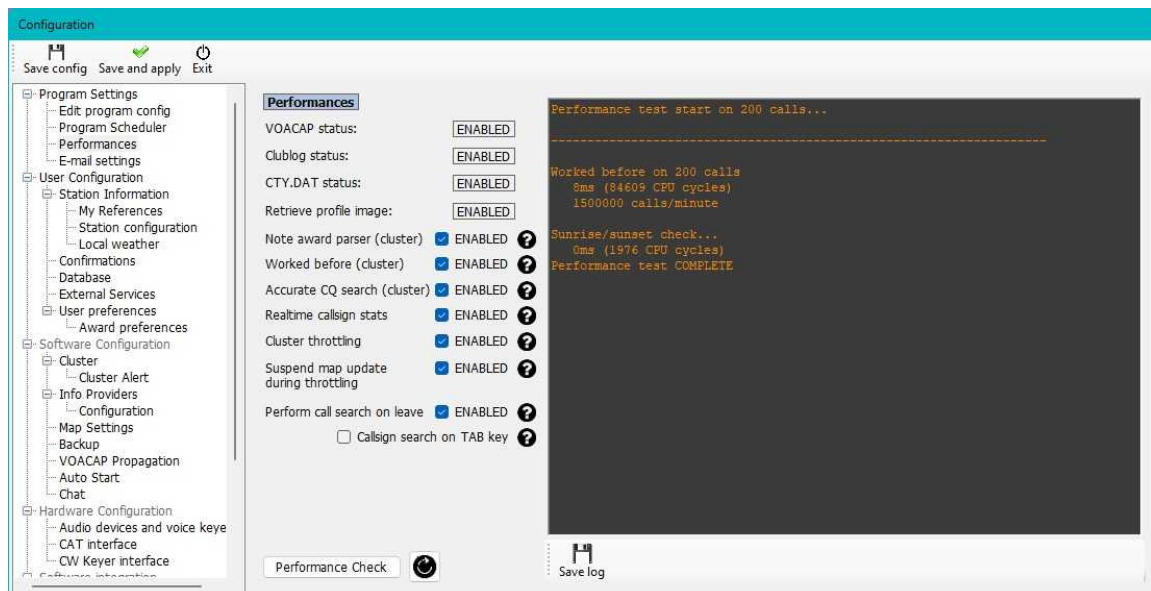 Configuration
Save config Save and apply Exit
Program Settings
Edit program config
Program Scheduler
Performances
E-mail settings
User Configuration
Station Information
My References
Station configuration
Local weather
Confirmations
Database
External Services
User preferences
Award preferences
Software Configuration
Cluster
Cluster Alert
Info Providers
Configuration
Map Settings
Backup
VOACAP Propagation
Auto Start
Chat
Hardware Configuration
Audio devices and voice keye
CAT interface
CW Keyer interface
Software integration
Performances
VOACAP status: ENABLED
Clublog status: ENABLED
CTY.DAT status: ENABLED
Retrieve profile image: ENABLED
Note award parser (cluster) ENABLED ?
Worked before (cluster) ENABLED ?
Accurate CQ search (cluster) ENABLED ?
Realtime callsign stats ENABLED ?
Cluster throttling ENABLED ?
Suspend map update ENABLED ?
during throttling
Perform call search on leave ENABLED ?
Callsign search on TAB key ?
Performance Check
Performance test start on 200 calls...
--------------------------------------------------------------------------
Worked before on 200 calls
8ms (84609 CPU cycles)
1500000 calls/minute
Sunrise/sunset check...
0ms (1976 CPU cycles)
Performance test COMPLETE
Save log